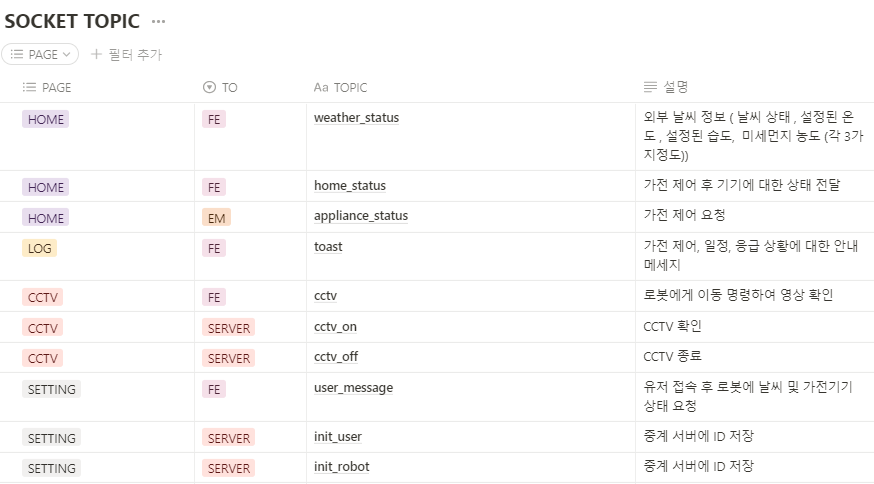 SOCKET TOPIC ...
PAGE
필터 추가
PAGE TO Aa TOPIC 설명
HOME FE weather_status 외부 날씨 정보 ( 날씨 상태 , 설정된 온
도 , 설정된 습도, 미세먼지 농도 (각 3가
지정도))
HOME FE home_status 가전 제어 후 기기에 대한 상태 전달
HOME EM appliance_status 가전 제어 요청
LOG FE toast 가전 제어, 일정, 응급 상황에 대한 안내
메세지
CCTV FE cctv 로봇에게 이동 명령하여 영상 확인
CCTV SERVER cctv_on CCTV 확인
CCTV SERVER cctv_off CCTV 종료
SETTING FE user_message 유저 접속 후 로봇에 날씨 및 가전기기
상태 요청
SETTING SERVER init_user 중계 서버에 ID 저장
SETTING SERVER init_robot 중계 서버에 ID 저장